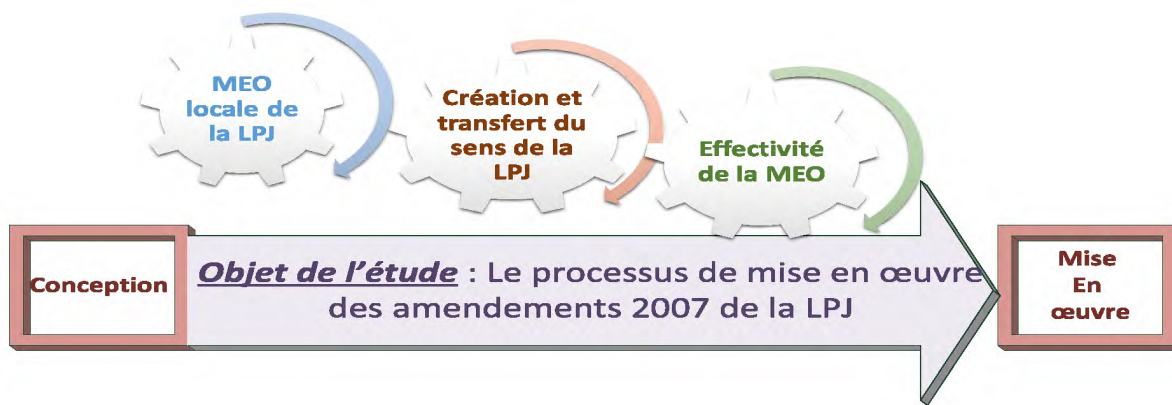 MEO
locale de
la LPJ
Création et
transfert du
sens de la
LPJ
Effectivité
de la MEO
Conception
Objet de l'étude : Le processus de mise en œuvre
des amendements 2007 de la LPJ
Mise
En
œuvre